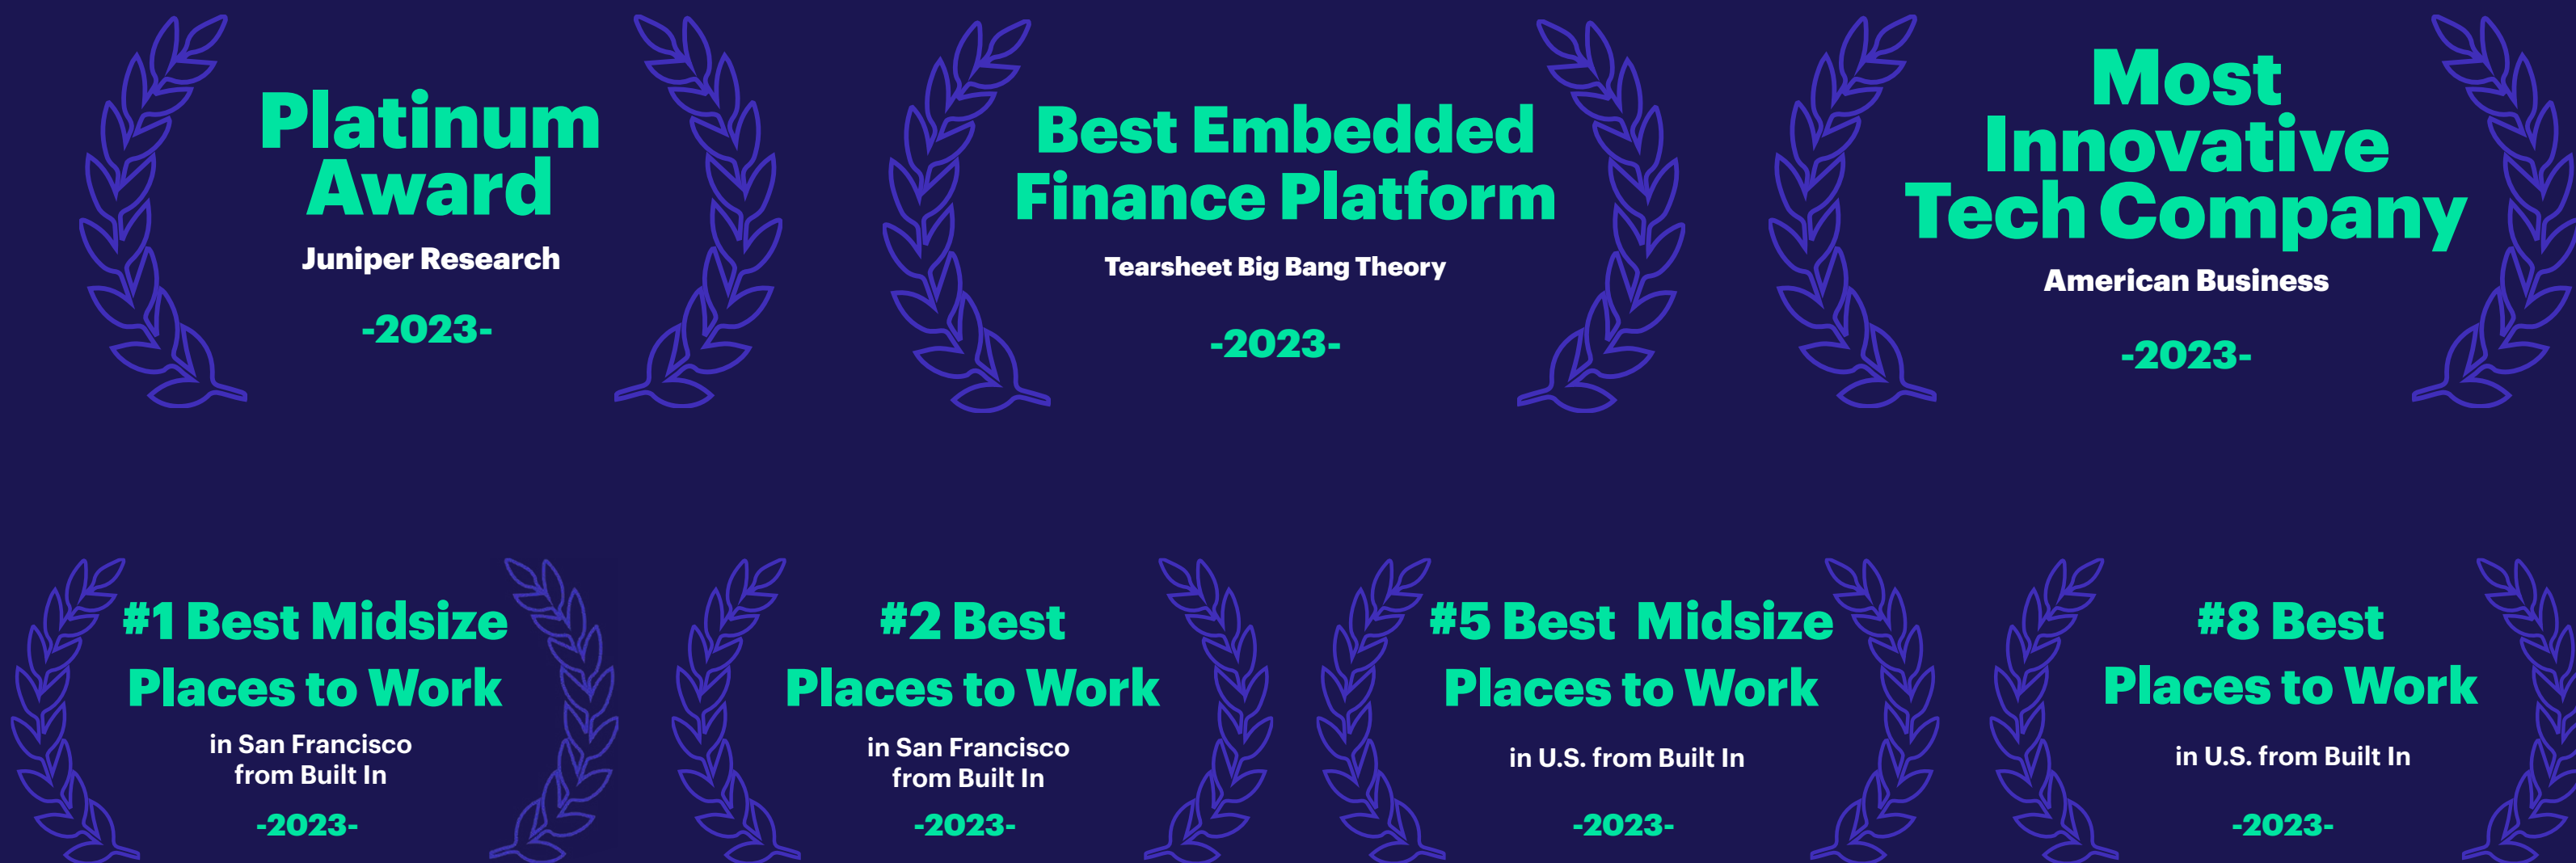 Platinum
Award
Juniper Research
-2023-
Best Embedded
Finance Platform
Tearsheet Big Bang Theory
-2023-
Most
Innovative
Tech Company
American Business
-2023-
#1 Best Midsize
Places to Work
in San Francisco
from Built In
-2023-
#2 Best
Places to Work
in San Francisco
from Built In
-2023-
#5 Best Midsize
Places to Work
in U.S. from Built In
-2023-
#8 Best
Places to Work
in U.S. from Built In
-2023-